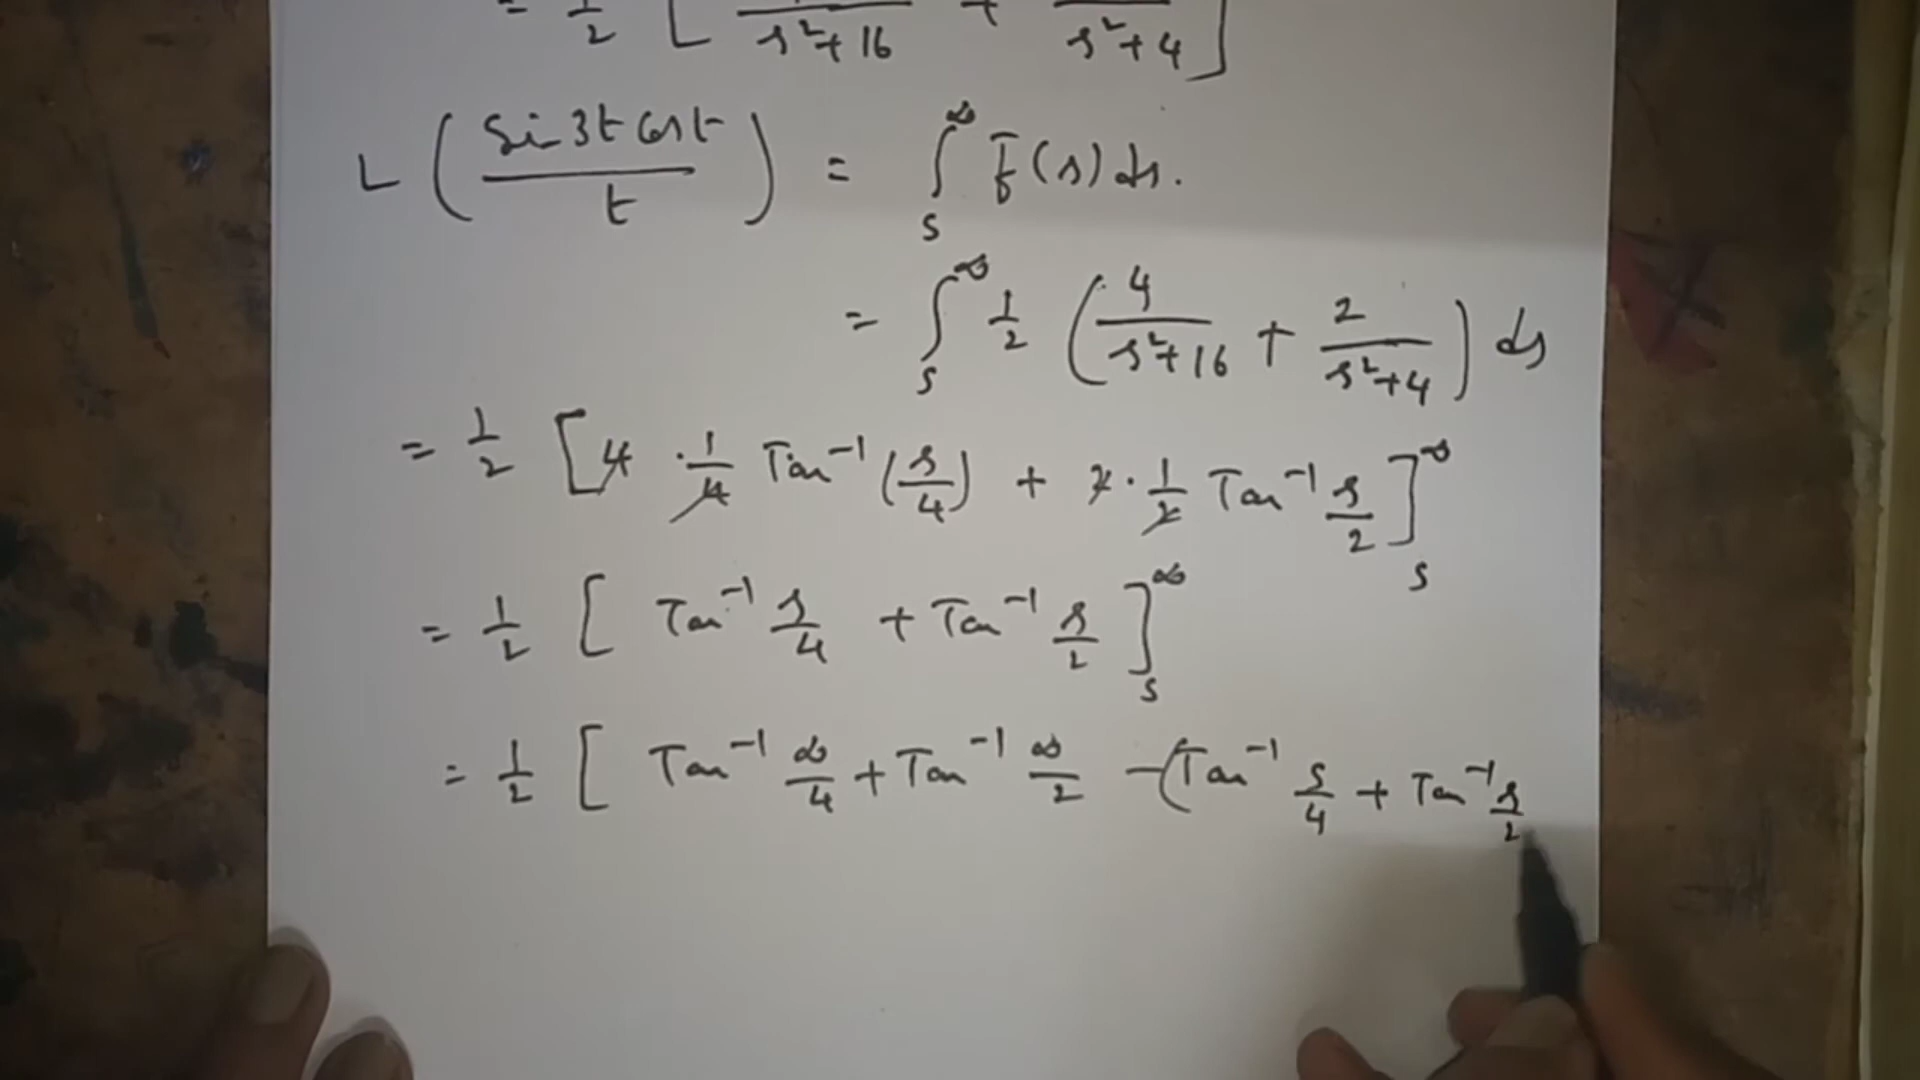 = 1/2 [ /s²+16 + /s²+4 ]
L ( Sin3t Cost / t ) = ∫_s^∞ f̄(s) ds.
= ∫_s^∞ 1/2 ( 4/s²+16 + 2/s²+4 ) ds
= 1/2 [ 4 · 1/4 Tan⁻¹ (s/4) + 2 · 1/2 Tan⁻¹ s/2 ]_s^∞
= 1/2 [ Tan⁻¹ s/4 + Tan⁻¹ s/2 ]_s^∞
= 1/2 [ Tan⁻¹ ∞/4 + Tan⁻¹ ∞/2 - ( Tan⁻¹ s/4 + Tan⁻¹ s/2